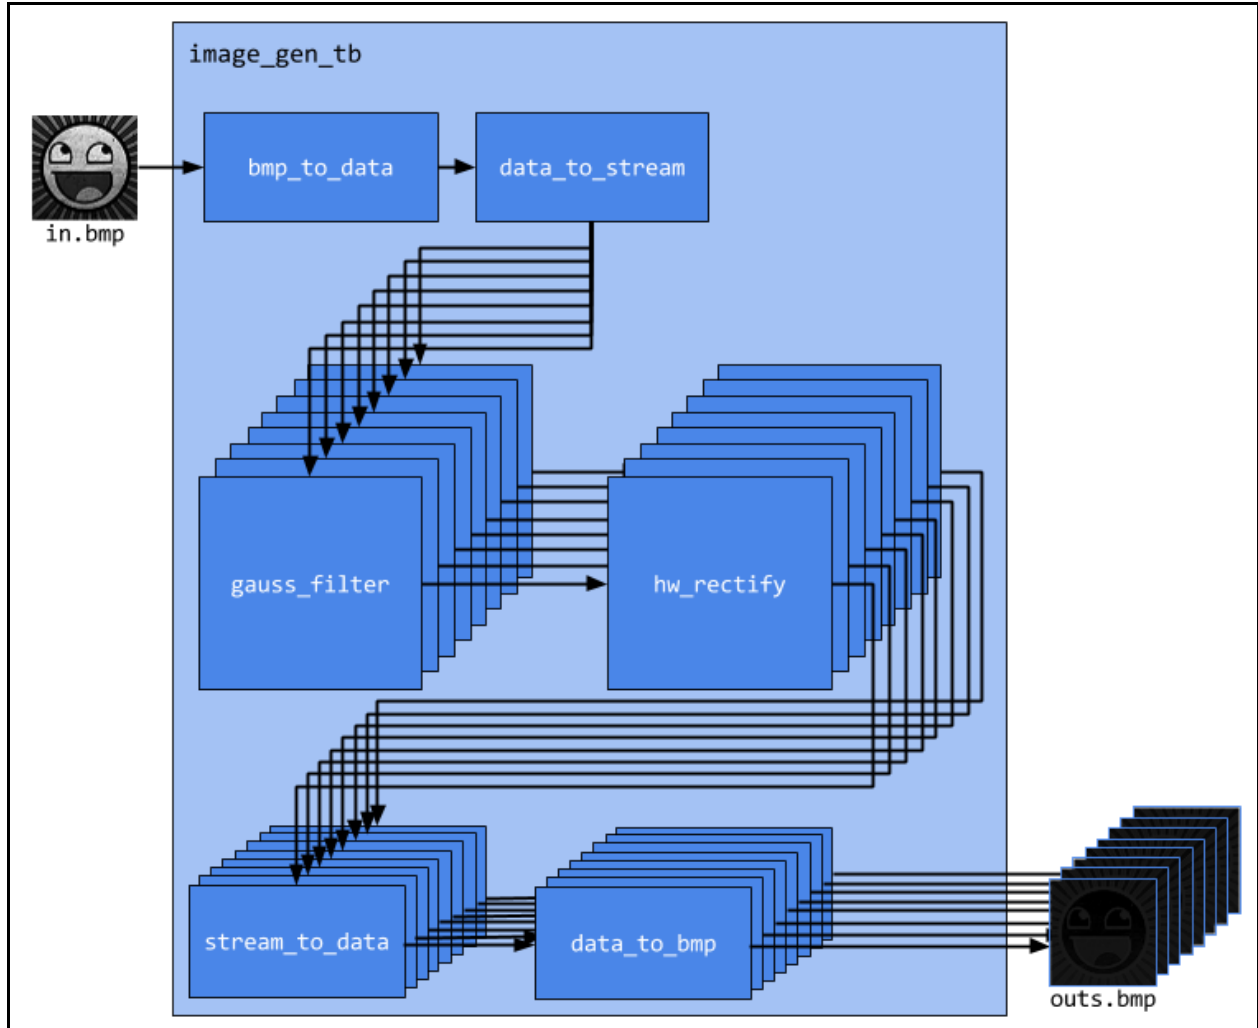 image_gen_tb
bmp_to_data
data_to_stream
in.bmp
gauss_filter
hw_rectify
stream_to_data
data_to_bmp
outs.bmp